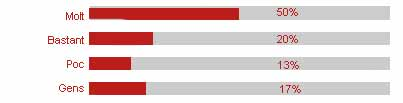 Molt 50%
Bastant 20%
Poc 13%
Gens 17%